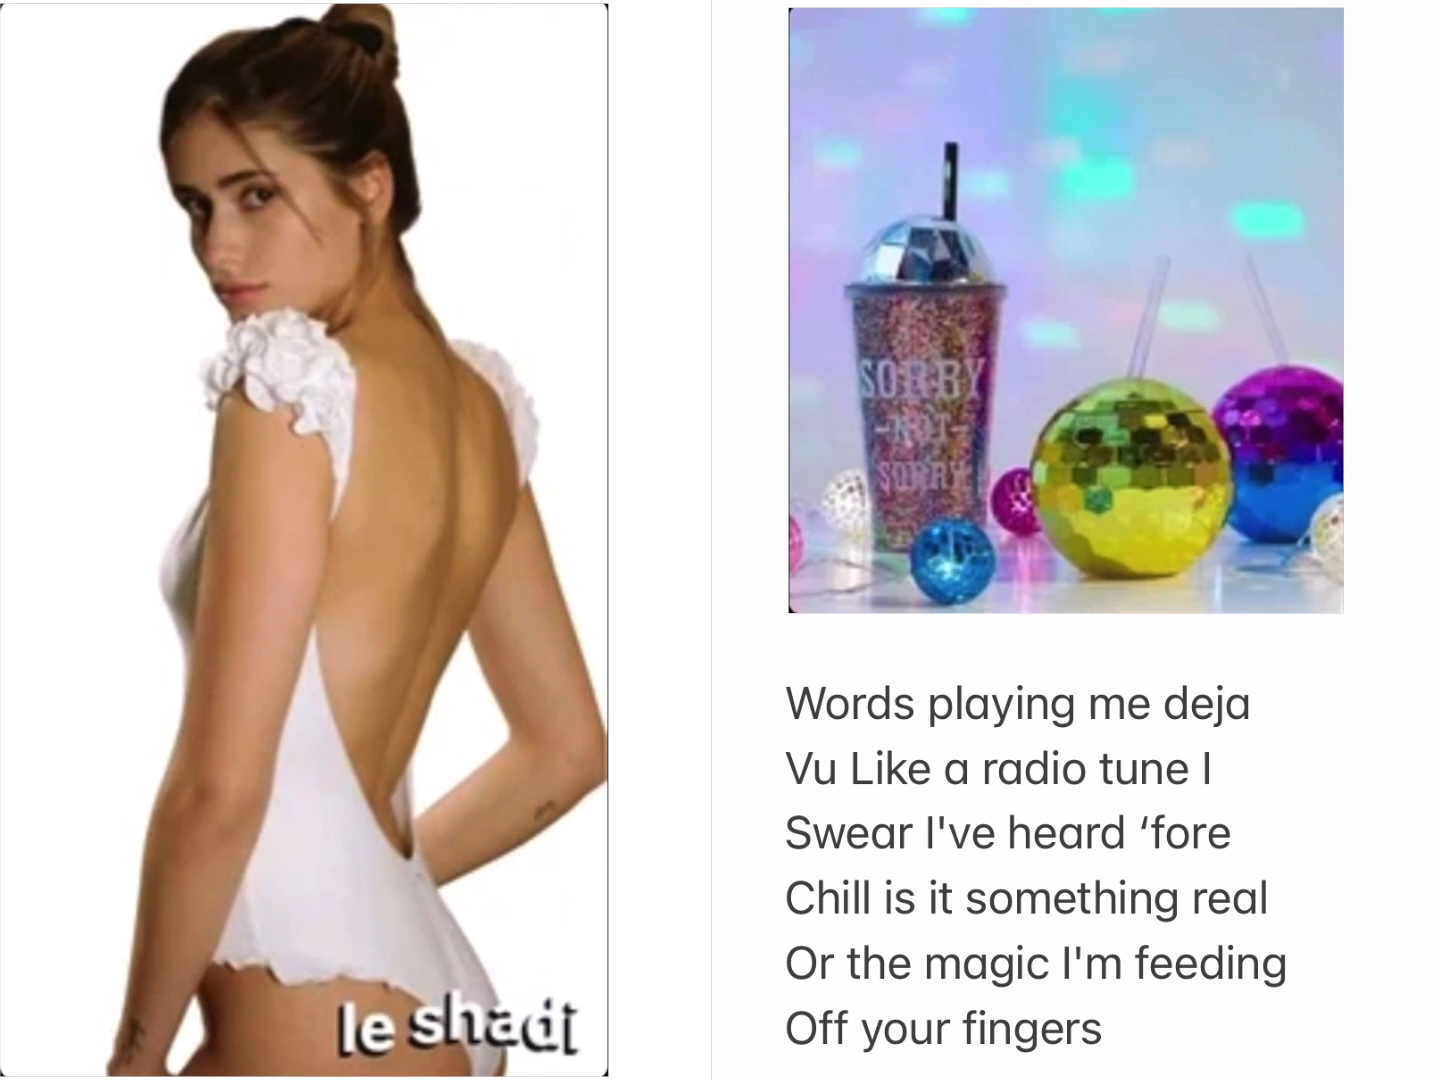 le shadi
SORRY
-NOT-
SORRY
Words playing me deja
Vu Like a radio tune I
Swear I've heard ‘fore
Chill is it something real
Or the magic I'm feeding
Off your fingers